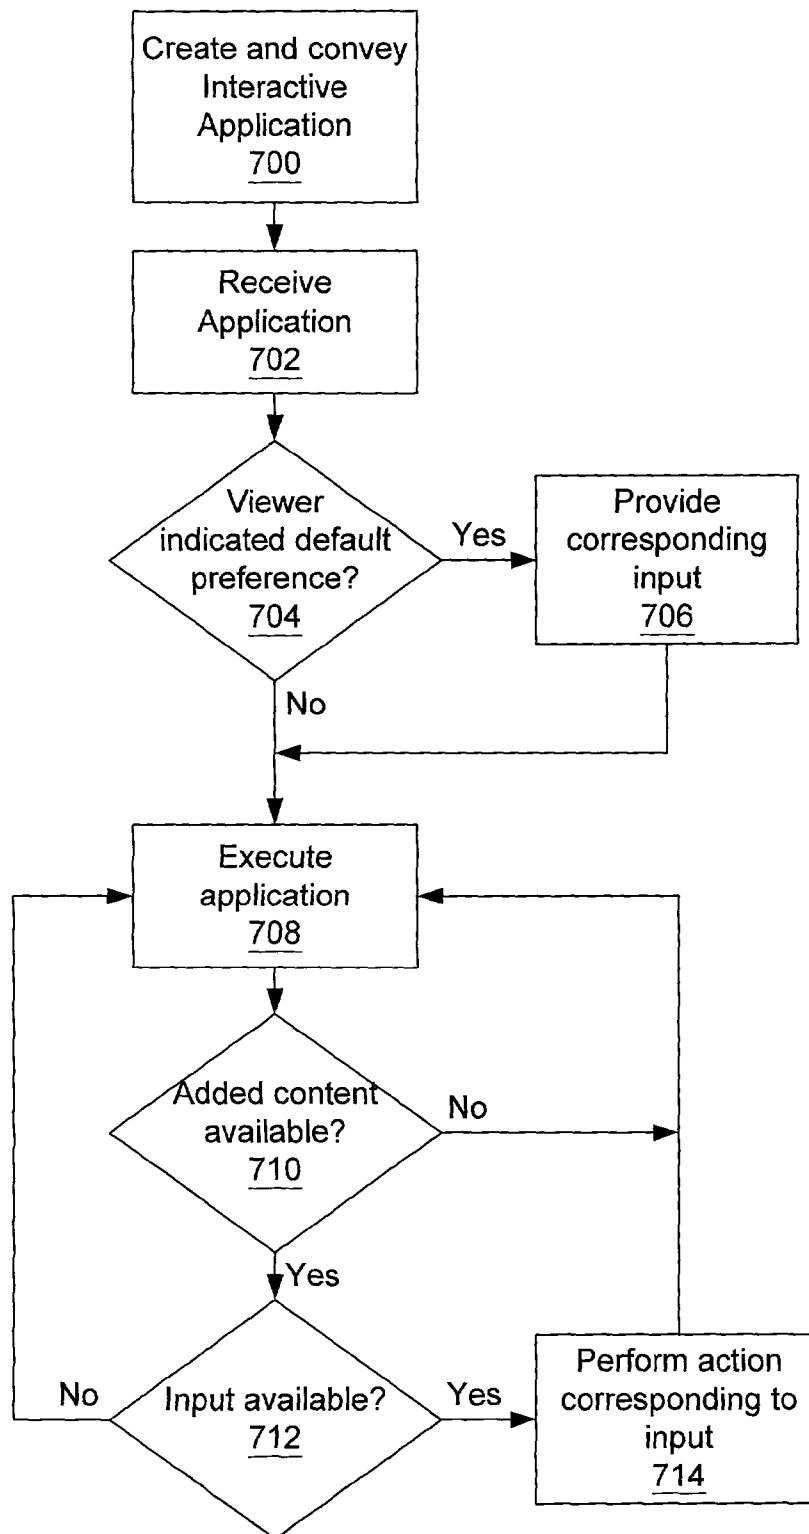 Create and convey
Interactive
Application
700
Receive
Application
702
Viewer
indicated default
preference?
704
Yes
Provide
corresponding
input
706
No
Execute
application
708
Added content
available?
710
No
Yes
Input available?
712
No
Yes
Perform action
corresponding to
input
714